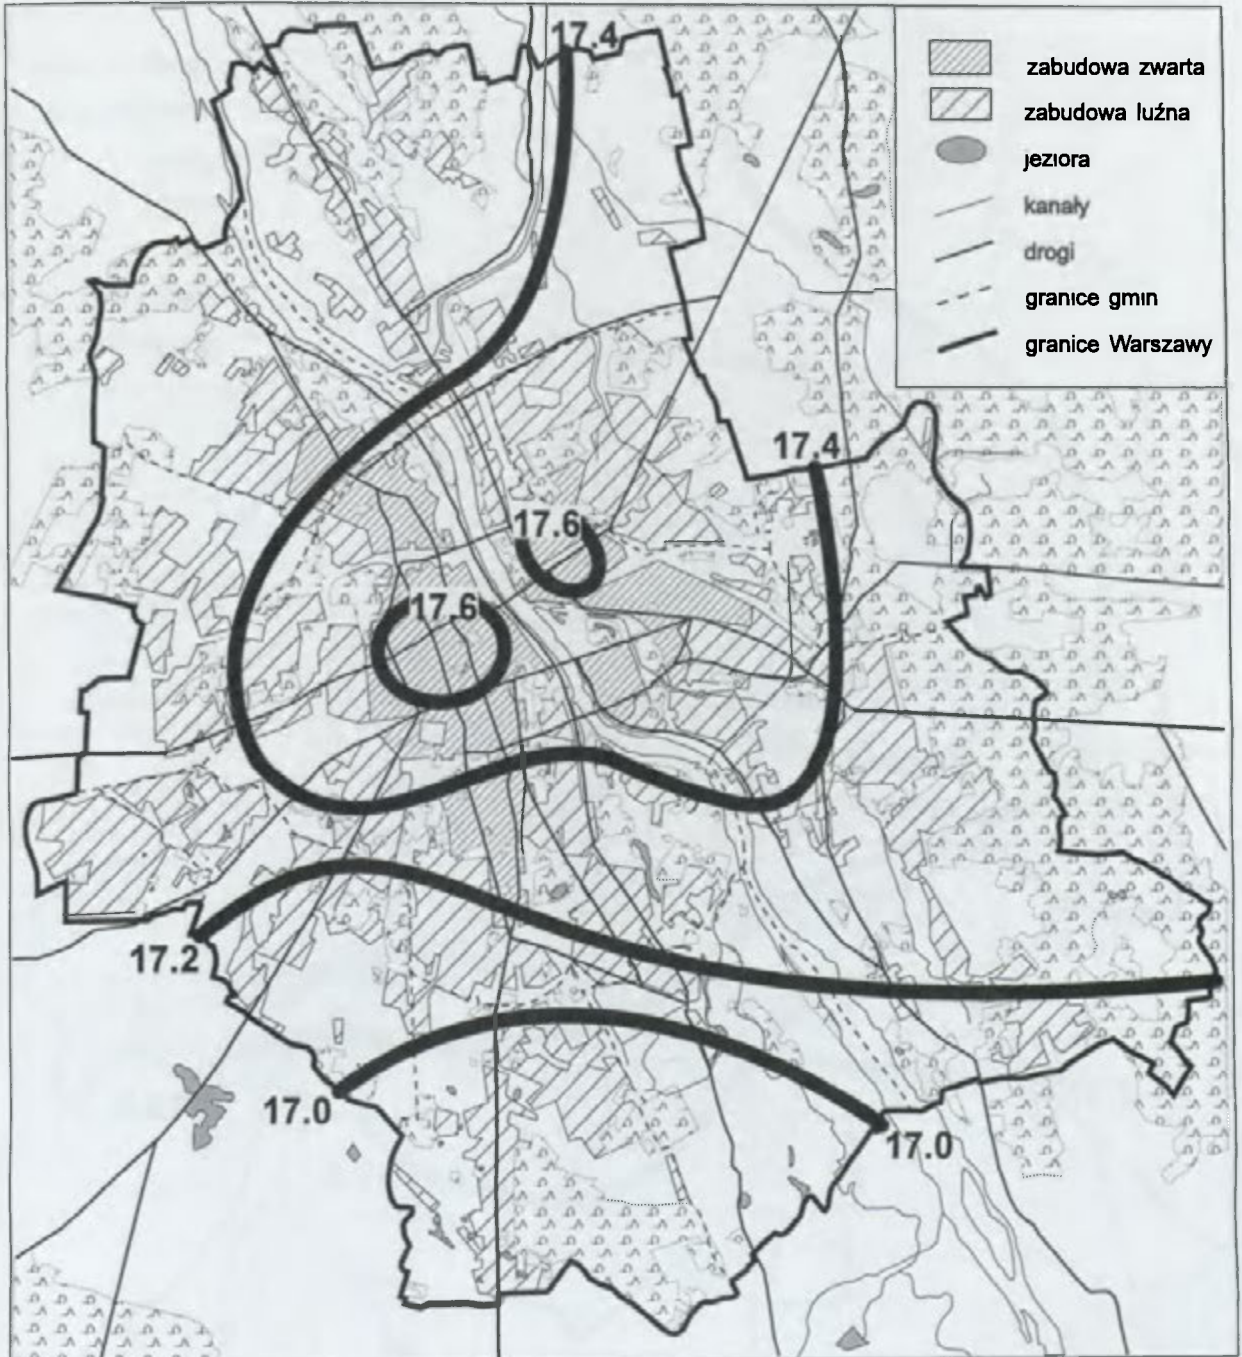 17.4
zabudowa zwarta
zabudowa luźna
jeziora
kanały
drogi
granice gmin
granice Warszawy
17.4
17.6
17.6
17.2
17.0
17.0